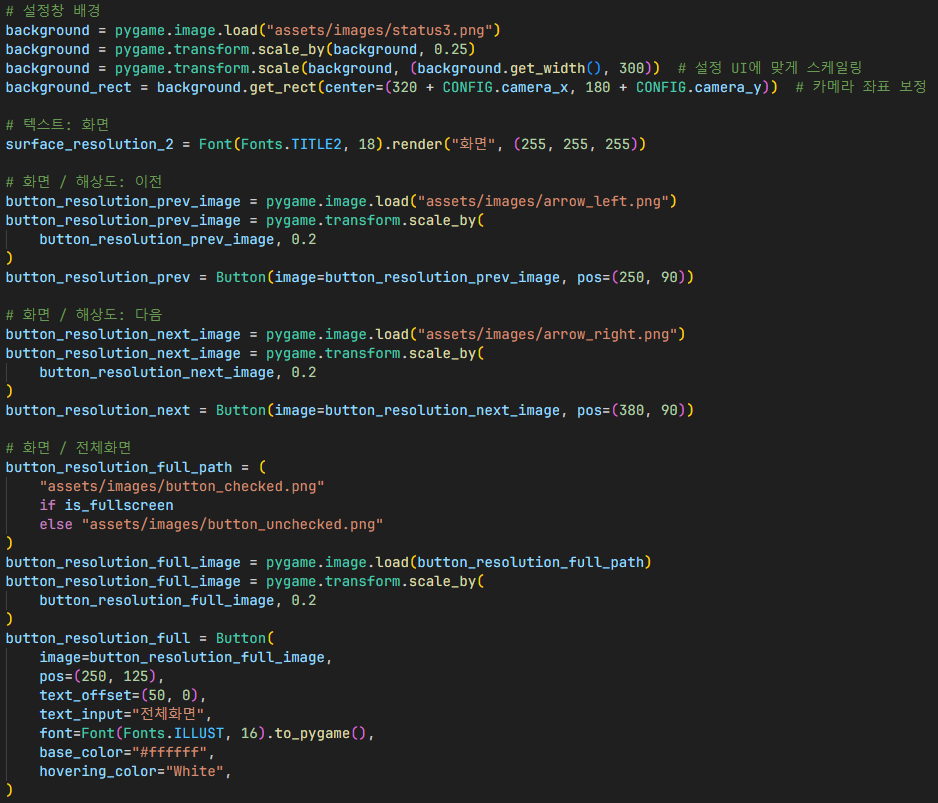 # 설정창 배경
background = pygame.image.load("assets/images/status3.png")
background = pygame.transform.scale_by(background, 0.25)
background = pygame.transform.scale(background, (background.get_width(), 300))  # 설정 UI에 맞게 스케일링
background_rect = background.get_rect(center=(320 + CONFIG.camera_x, 180 + CONFIG.camera_y))  # 카메라 좌표 보정

# 텍스트: 화면
surface_resolution_2 = Font(Fonts.TITLE2, 18).render("화면", (255, 255, 255))

# 화면 / 해상도: 이전
button_resolution_prev_image = pygame.image.load("assets/images/arrow_left.png")
button_resolution_prev_image = pygame.transform.scale_by(
    button_resolution_prev_image, 0.2
)
button_resolution_prev = Button(image=button_resolution_prev_image, pos=(250, 90))

# 화면 / 해상도: 다음
button_resolution_next_image = pygame.image.load("assets/images/arrow_right.png")
button_resolution_next_image = pygame.transform.scale_by(
    button_resolution_next_image, 0.2
)
button_resolution_next = Button(image=button_resolution_next_image, pos=(380, 90))

# 화면 / 전체화면
button_resolution_full_path = (
    "assets/images/button_checked.png"
    if is_fullscreen
    else "assets/images/button_unchecked.png"
)
button_resolution_full_image = pygame.image.load(button_resolution_full_path)
button_resolution_full_image = pygame.transform.scale_by(
    button_resolution_full_image, 0.2
)
button_resolution_full = Button(
    image=button_resolution_full_image,
    pos=(250, 125),
    text_offset=(50, 0),
    text_input="전체화면",
    font=Font(Fonts.ILLUST, 16).to_pygame(),
    base_color="#ffffff",
    hovering_color="White",
)